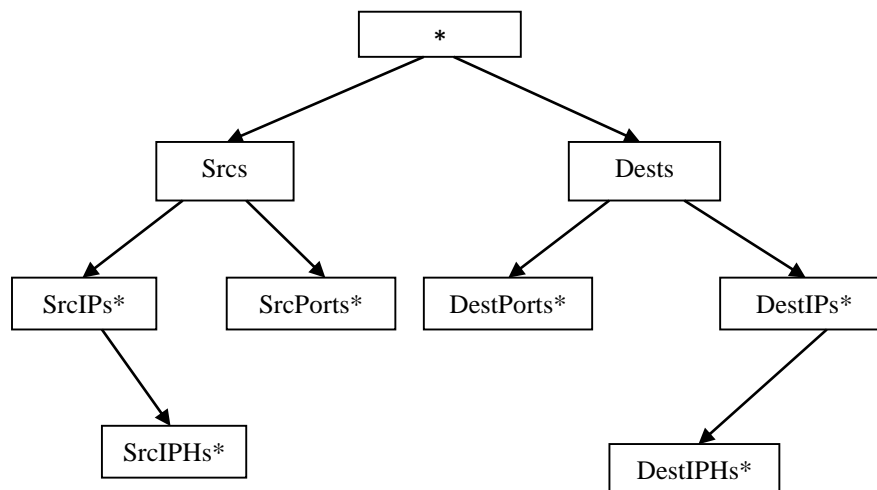 *
Srcs
Dests
SrcIPs*
SrcPorts*
DestPorts*
DestIPs*
SrcIPHs*
DestIPHs*